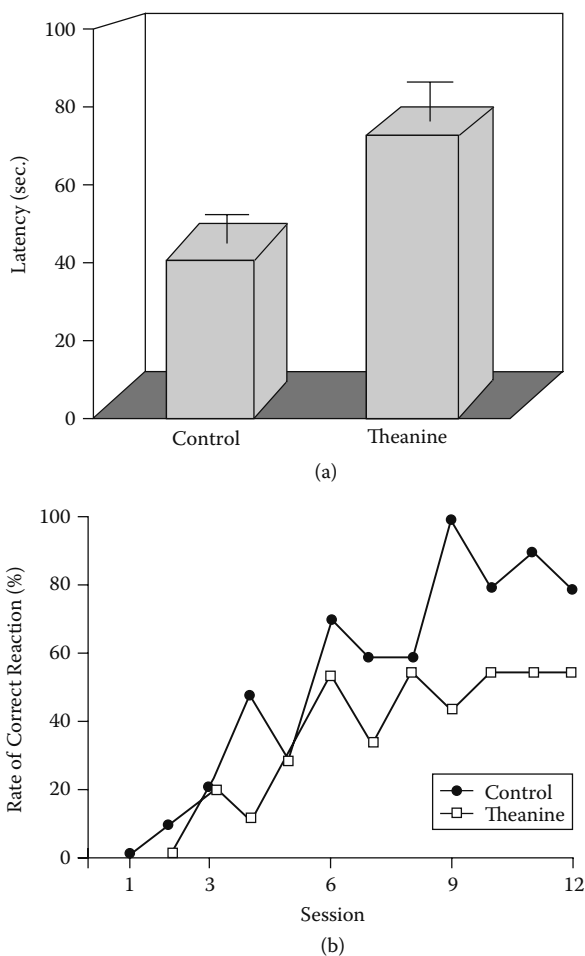 100
80
60
40
20
0
Latency (sec.)
Control
Theanine
(a)
100
80
60
40
20
0
Rate of Correct Reaction (%)
Control
Theanine
1
3
6
9
12
Session
(b)